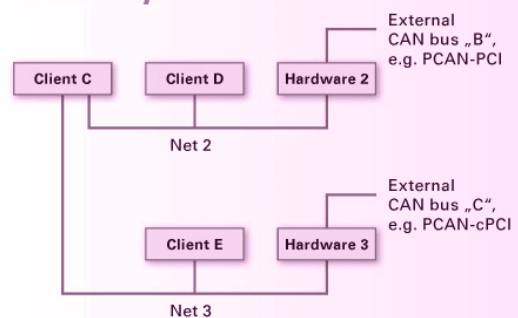 External
CAN bus „B“,
e.g. PCAN-PCI
Client C
Client D
Hardware 2
Net 2
External
CAN bus „C“,
e.g. PCAN-cPCI
Client E
Hardware 3
Net 3